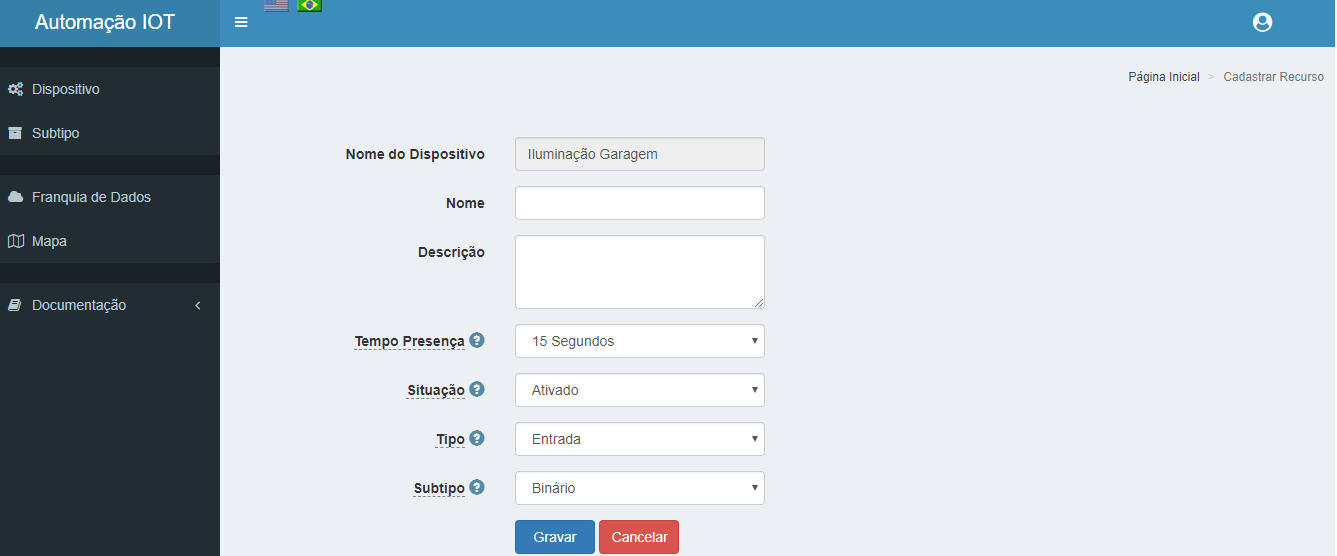 Automação IOT
Dispositivo
Subtipo
Franquia de Dados
Mapa
Documentação
Página Inicial > Cadastrar Recurso
Nome do Dispositivo Iluminação Garagem
Nome
Descrição
Tempo Presença ? 15 Segundos
Situação ? Ativado
Tipo ? Entrada
Subtipo ? Binário
Gravar Cancelar